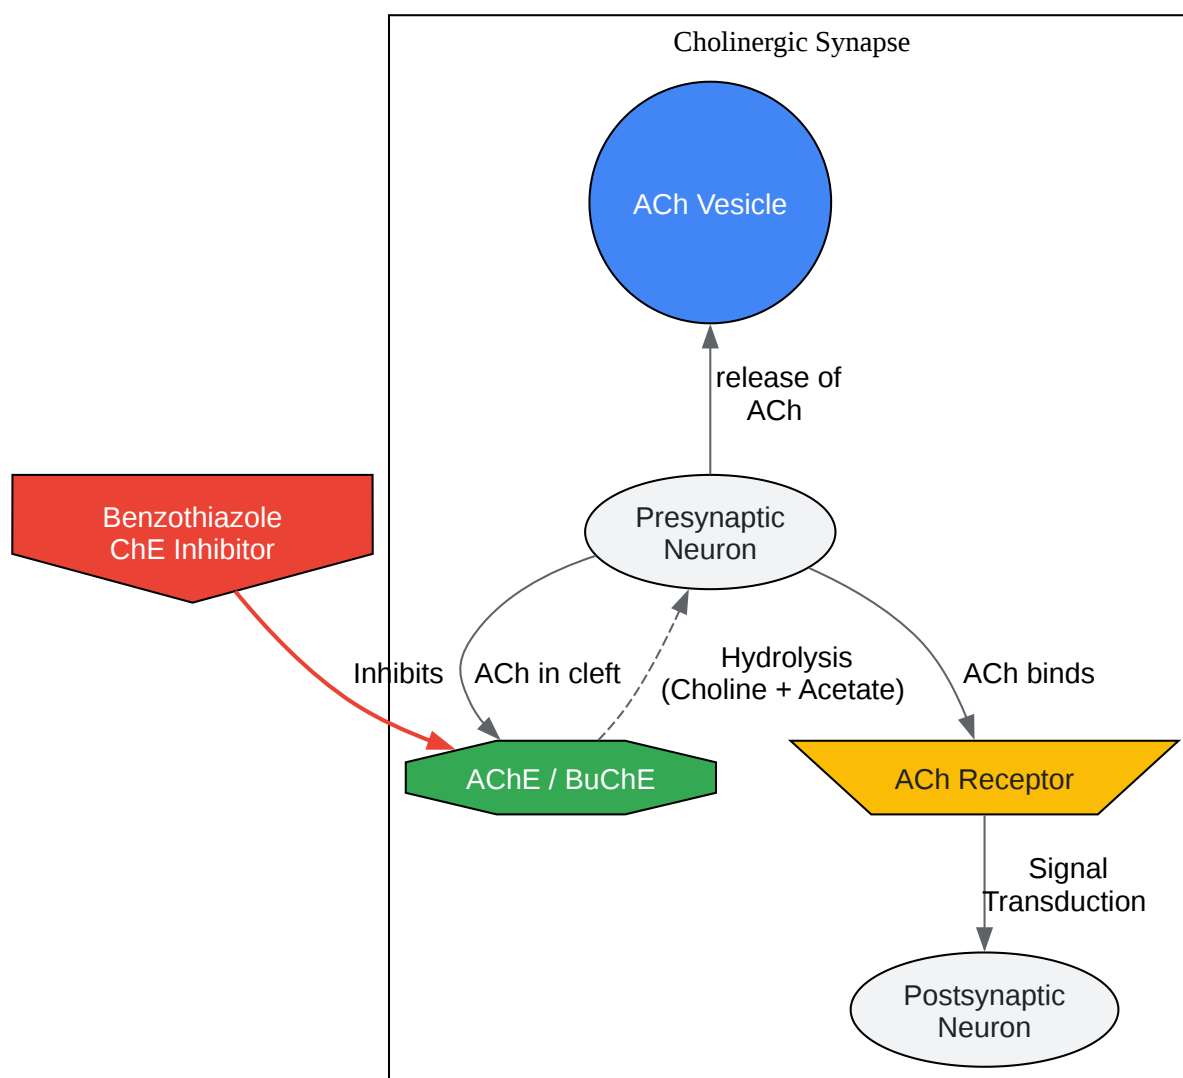 Cholinergic Synapse
ACh Vesicle
release of
ACh
Benzothiazole
ChE Inhibitor
Presynaptic
Neuron
Inhibits
ACh in cleft
Hydrolysis
(Choline + Acetate)
ACh binds
AChE / BuChE
ACh Receptor
Signal
Transduction
Postsynaptic
Neuron